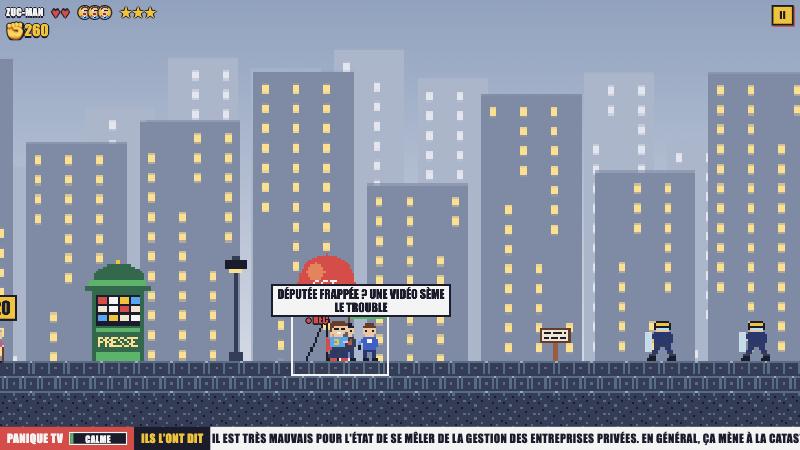 ZUC-MAN
260
PRESSE
DÉPUTÉE FRAPPÉE ? UNE VIDÉO SÈME
LE TROUBLE
REC
PANIQUE TV
CALME
ILS L'ONT DIT
IL EST TRÈS MAUVAIS POUR L'ÉTAT DE SE MÊLER DE LA GESTION DES ENTREPRISES PRIVÉES. EN GÉNÉRAL, ÇA MÈNE À LA CATAS